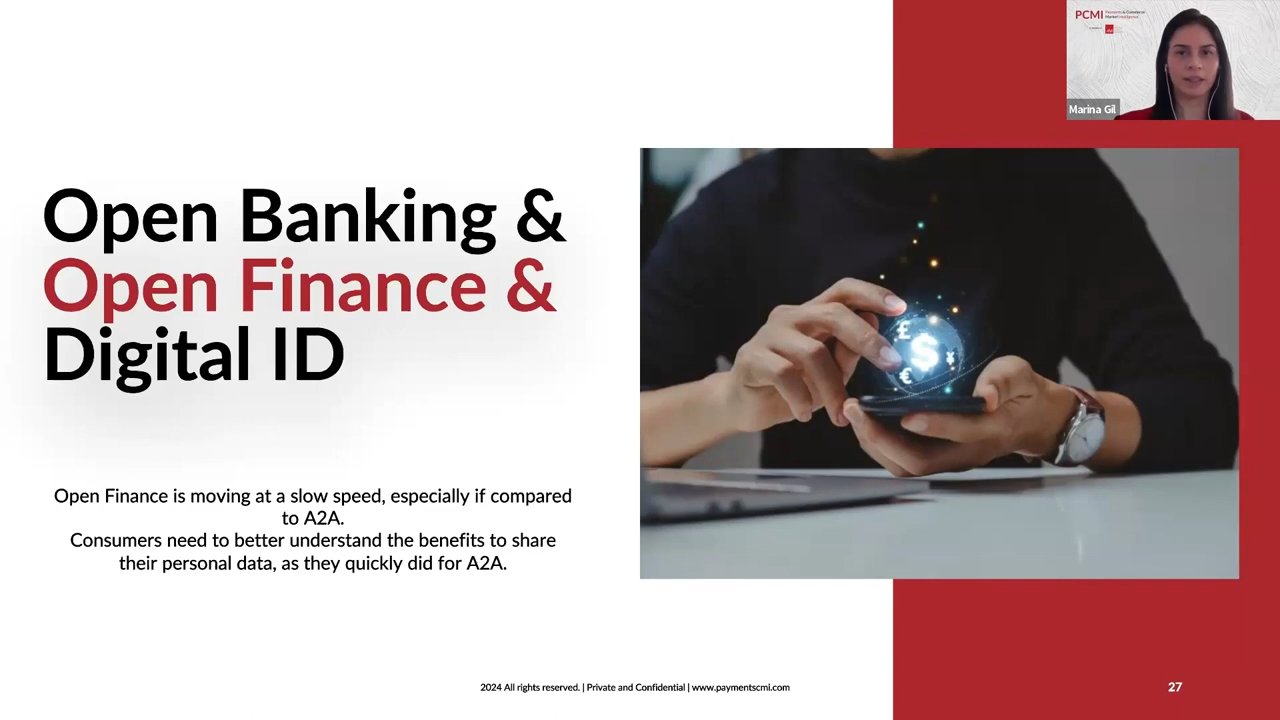 PCMI
Marina Gil
Open Banking &
Open Finance &
Digital ID
£
$
¥
€
Open Finance is moving at a slow speed, especially if compared
to A2A.
Consumers need to better understand the benefits to share
their personal data, as they quickly did for A2A.
2024 All rights reserved. | Private and Confidential | www.paymentscmi.com
27